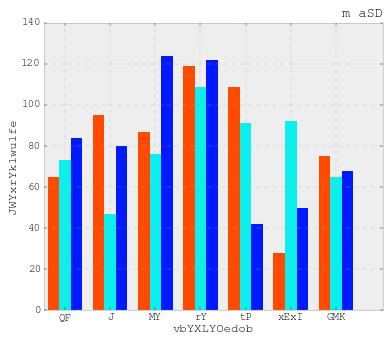 m aSD
140
120
100
80
60
40
20
0
JWYxrYklwulfe
QF J MY rY tP xExI GMK
vbYXLYOedob